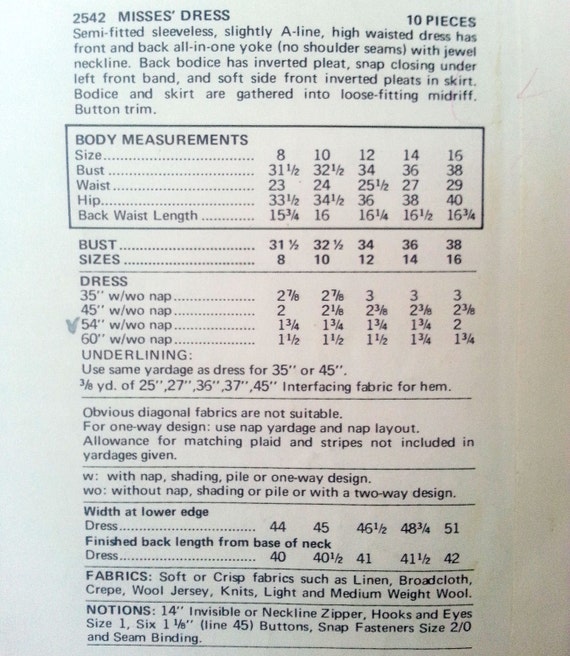 2542 MISSES' DRESS 10 PIECES
Semi-fitted sleeveless, slightly A-line, high waisted dress has
front and back all-in-one yoke (no shoulder seams) with jewel
neckline. Back bodice has inverted pleat, snap closing under
left front band, and soft side front inverted pleats in skirt.
Bodice and skirt are gathered into loose-fitting midriff.
Button trim.
BODY MEASUREMENTS
Size................................... 8 10 12 14 16
Bust ................................. 31½ 32½ 34 36 38
Waist ................................ 23 24 25½ 27 29
Hip.................................... 33½ 34½ 36 38 40
Back Waist Length ............ 15¾ 16 16¼ 16½ 16¾
BUST............................... 31 ½ 32 ½ 34 36 38
SIZES.............................. 8 10 12 14 16
DRESS
35" w/wo nap.................. 2⅞ 2⅞ 3 3 3
45" w/wo nap.................. 2 2⅛ 2⅜ 2⅜ 2⅜
54" w/wo nap.................. 1¾ 1¾ 1¾ 1¾ 2
60" w/wo nap.................. 1½ 1½ 1½ 1¾ 1¾
UNDERLINING:
Use same yardage as dress for 35" or 45".
⅜ yd. of 25",27",36",37",45" Interfacing fabric for hem.
Obvious diagonal fabrics are not suitable.
For one-way design: use nap yardage and nap layout.
Allowance for matching plaid and stripes not included in
yardages given.
w: with nap, shading, pile or one-way design.
wo: without nap, shading or pile or with a two-way design.
Width at lower edge
Dress............................... 44 45 46½ 48¾ 51
Finished back length from base of neck
Dress............................... 40 40½ 41 41½ 42
FABRICS: Soft or Crisp fabrics such as Linen, Broadcloth,
Crepe, Wool Jersey, Knits, Light and Medium Weight Wool.
NOTIONS: 14" Invisible or Neckline Zipper, Hooks and Eyes
Size 1, Six 1 ⅛" (line 45) Buttons, Snap Fasteners Size 2/0
and Seam Binding.